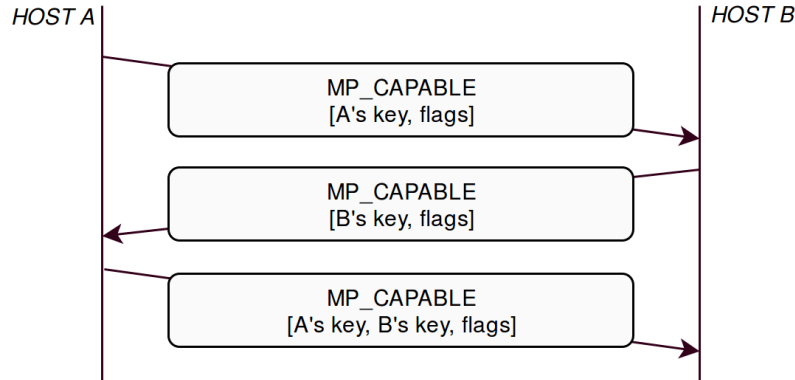 HOST A
HOST B
MP_CAPABLE
[A's key, flags]
MP_CAPABLE
[B's key, flags]
MP_CAPABLE
[A's key, B's key, flags]